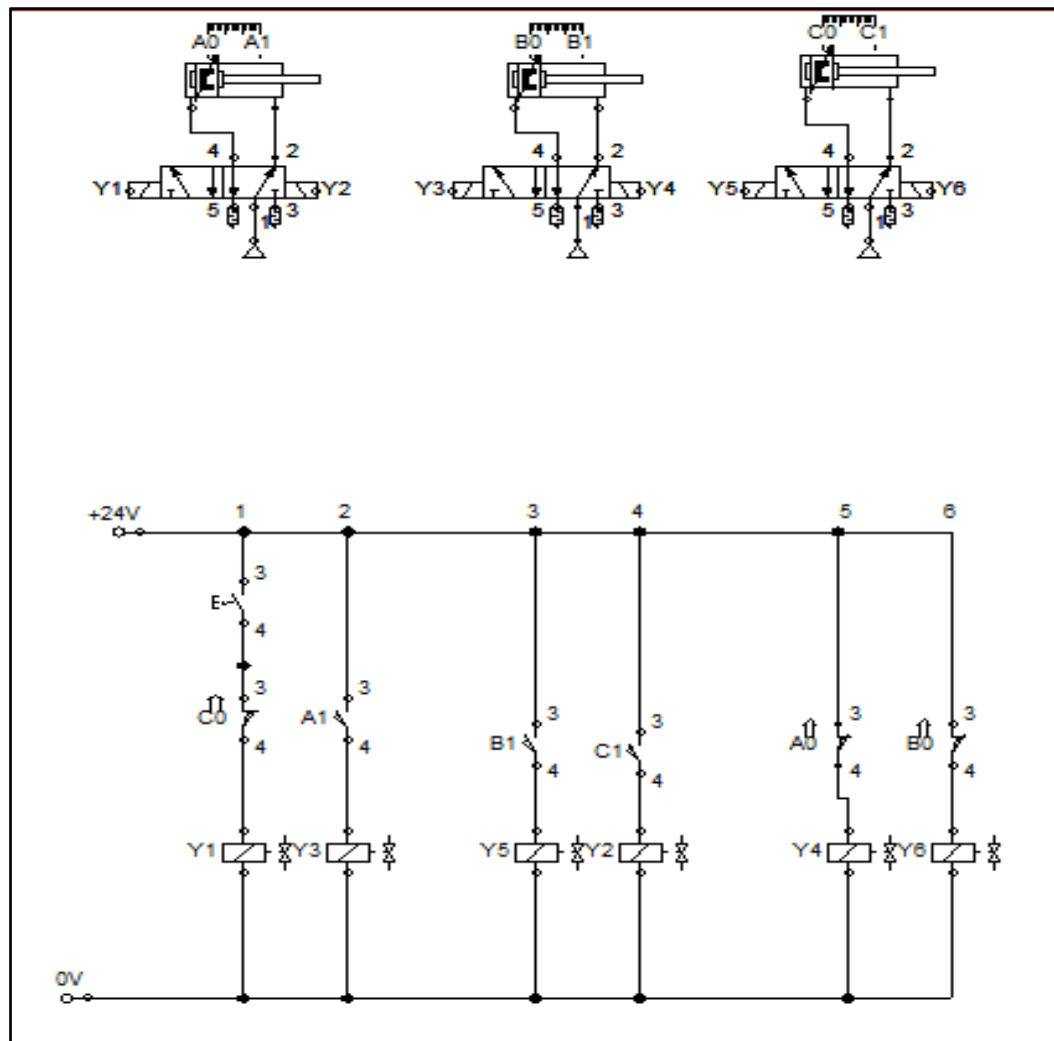 A0 A1 B0 B1 C0 C1
4 2 4 2 4 2
Y1 Y2 Y3 Y4 Y5 Y6
5 1 3 5 1 3 5 1 3
1 2 3 4 5 6
+24V
3
E
4
3 3 3 3 3 3
C0 A1 B1 C1 A0 B0
4 4 4 4 4 4
Y1 Y3 Y5 Y2 Y4 Y6
0V